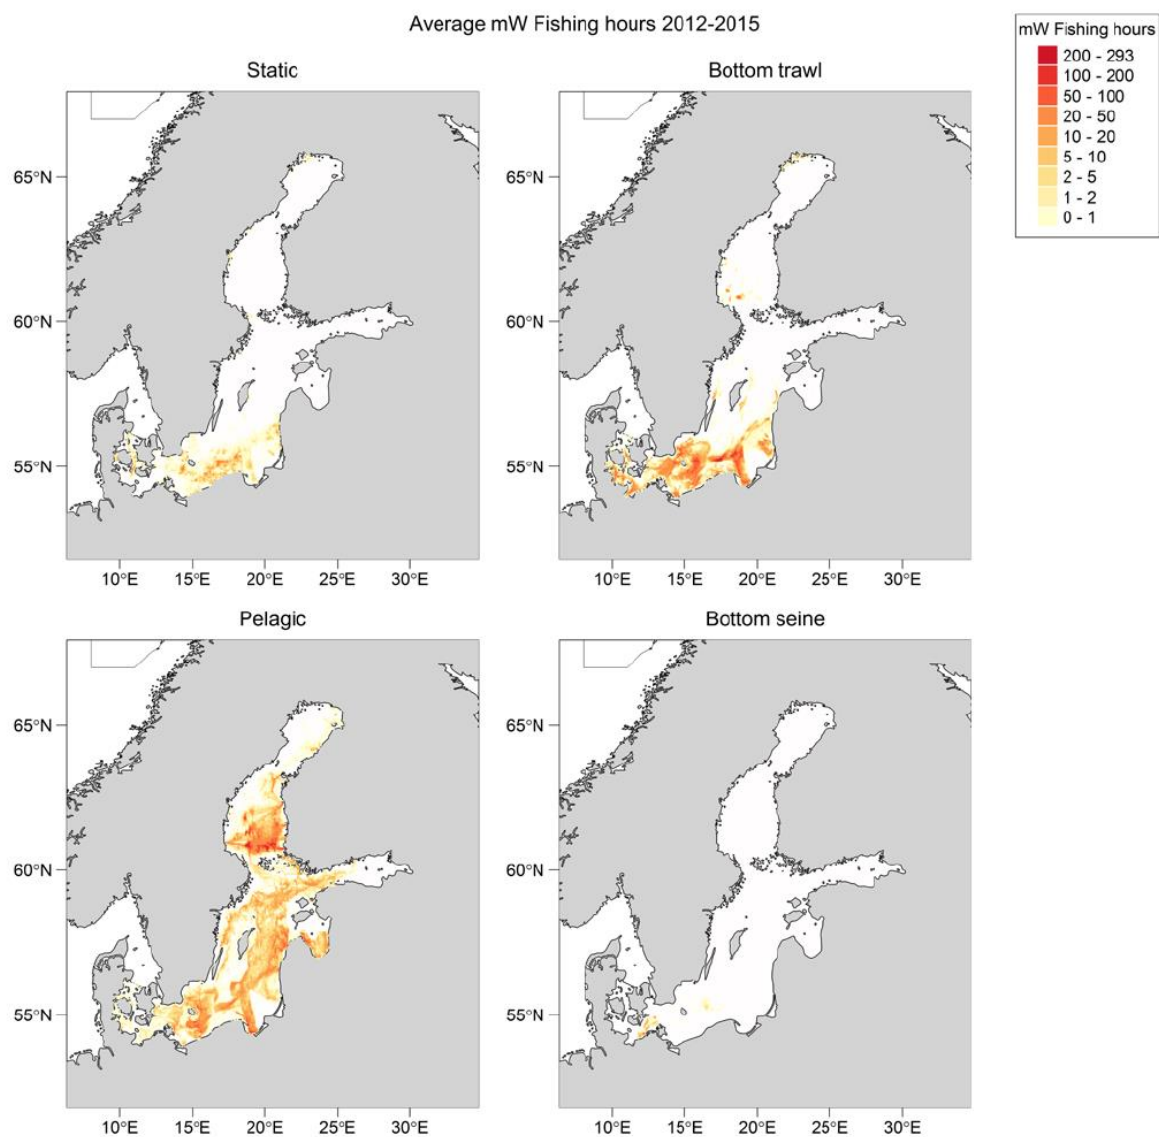 Average mW Fishing hours 2012-2015
mW Fishing hours
200 - 293
100 - 200
50 - 100
20 - 50
10 - 20
5 - 10
2 - 5
1 - 2
0 - 1
Static
65°N
60°N
55°N
10°E 15°E 20°E 25°E 30°E
Bottom trawl
65°N
60°N
55°N
10°E 15°E 20°E 25°E 30°E
Pelagic
65°N
60°N
55°N
10°E 15°E 20°E 25°E 30°E
Bottom seine
65°N
60°N
55°N
10°E 15°E 20°E 25°E 30°E